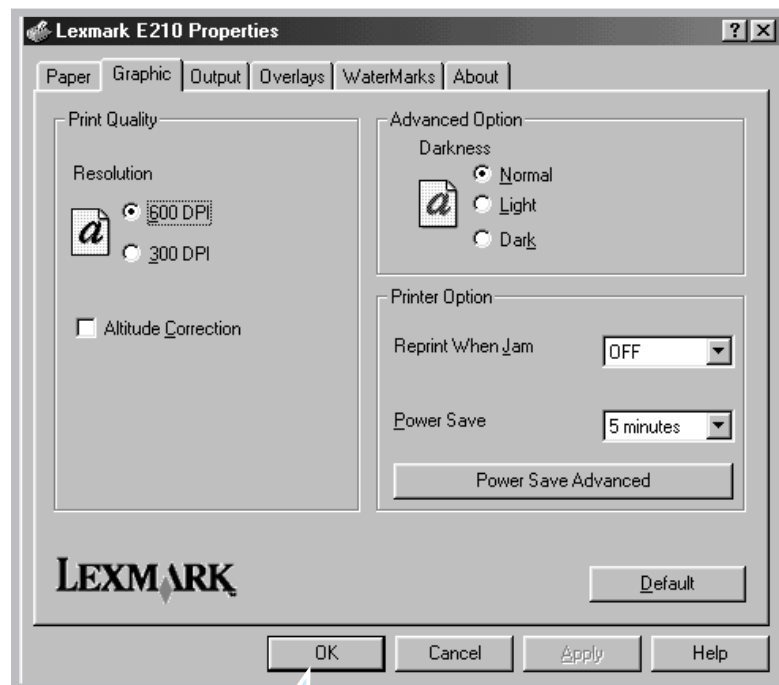 Lexmark E210 Properties
Paper Graphic Output Overlays WaterMarks About
Print Quality
Resolution
600 DPI
300 DPI
Altitude Correction
Advanced Option
Darkness
Normal
Light
Dark
Printer Option
Reprint When Jam OFF
Power Save 5 minutes
Power Save Advanced
LEXMARK
Default
OK Cancel Apply Help